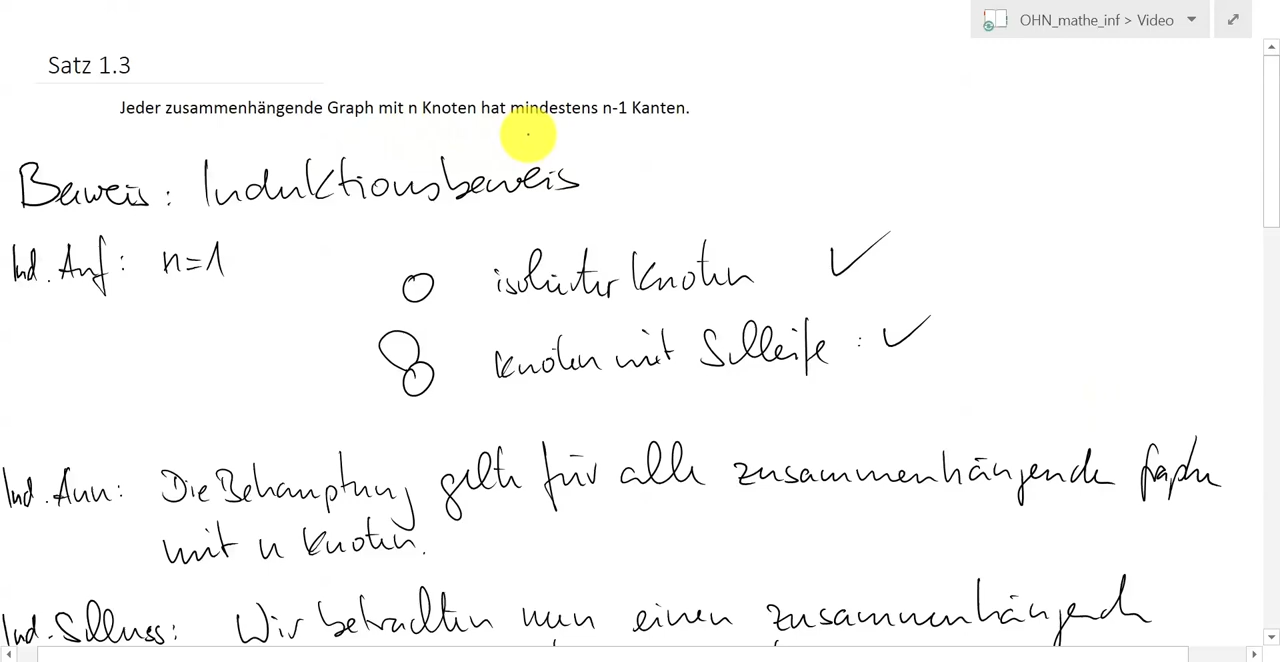 OHN_mathe_inf > Video
Satz 1.3
Jeder zusammenhängende Graph mit n Knoten hat mindestens n-1 Kanten.
Beweis: Induktionsbeweis
Ind. Anf: n=1
isolierter Knoten ✓
Knoten mit Schleife: ✓
Ind. Ann: Die Behauptung gelte für alle zusammenhängende Graphen
mit n Knoten.
Ind. Schluss: Wir betrachten nun einen zusammenhängende